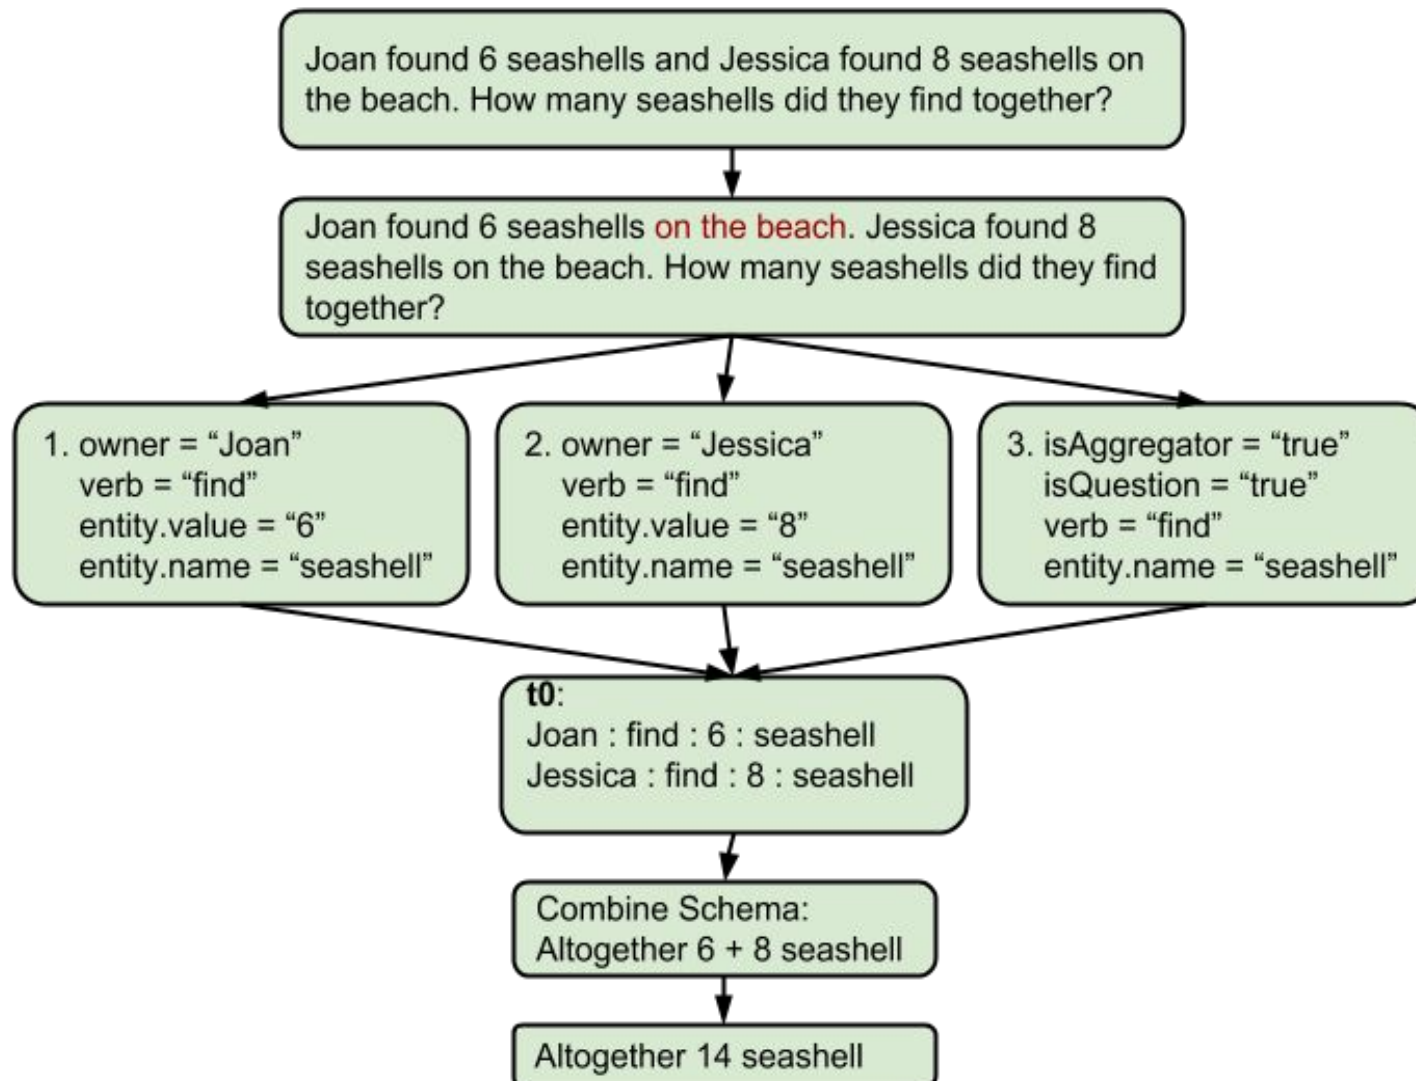 Joan found 6 seashells and Jessica found 8 seashells on
the beach. How many seashells did they find together?
Joan found 6 seashells on the beach. Jessica found 8
seashells on the beach. How many seashells did they find
together?
1. owner = “Joan”
verb = “find”
entity.value = “6”
entity.name = “seashell”
2. owner = “Jessica”
verb = “find”
entity.value = “8”
entity.name = “seashell”
3. isAggregator = “true”
isQuestion = “true”
verb = “find”
entity.name = “seashell”
t0:
Joan : find : 6 : seashell
Jessica : find : 8 : seashell
Combine Schema:
Altogether 6 + 8 seashell
Altogether 14 seashell